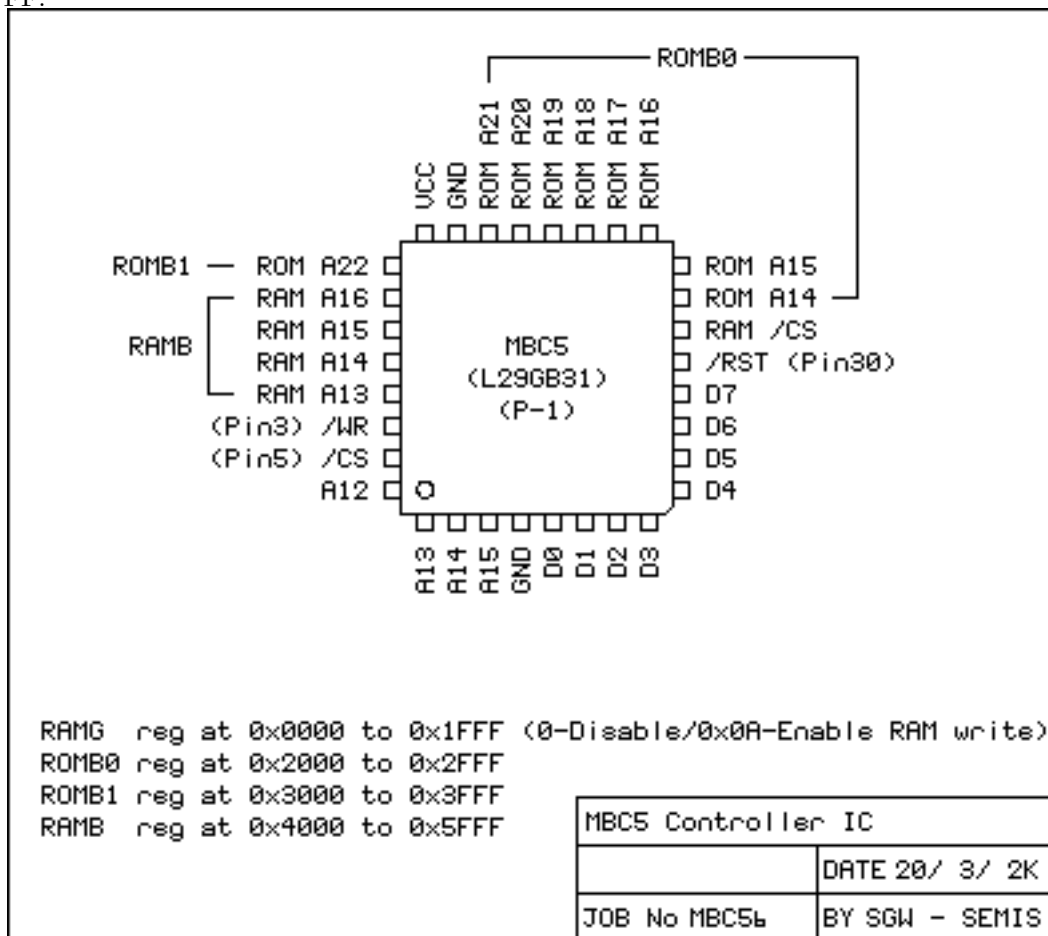 ROMB0
VCC
GND
ROM A21
ROM A20
ROM A19
ROM A18
ROM A17
ROM A16
ROMB1 — ROM A22
RAM A16
RAM A15
RAM A14
RAM A13
RAMB
(Pin3) /WR
(Pin5) /CS
A12
MBC5
(L29GB31)
(P-1)
ROM A15
ROM A14
RAM /CS
/RST (Pin30)
D7
D6
D5
D4
A13
A14
A15
GND
D0
D1
D2
D3
RAMG reg at 0x0000 to 0x1FFF (0-Disable/0x0A-Enable RAM write)
ROMB0 reg at 0x2000 to 0x2FFF
ROMB1 reg at 0x3000 to 0x3FFF
RAMB reg at 0x4000 to 0x5FFF
MBC5 Controller IC
DATE 20/ 3/ 2K
JOB No MBC5b
BY SGW - SEMIS